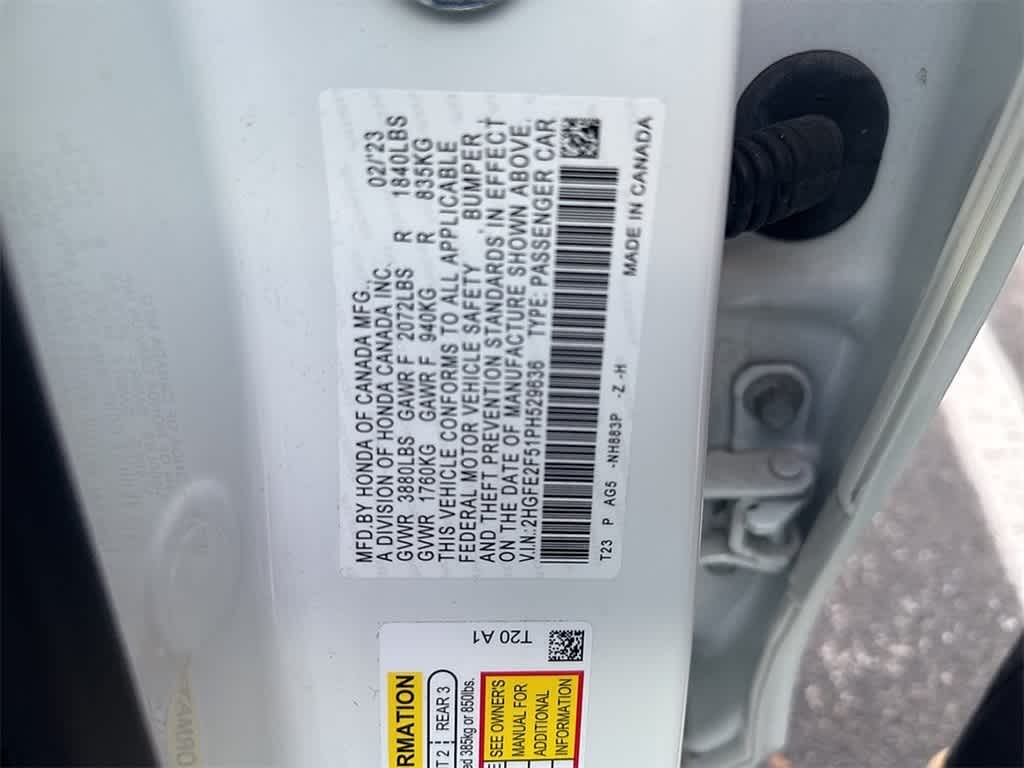 MFD.BY HONDA OF CANADA MFG., 02/'23
A DIVISION OF HONDA CANADA INC.
GVWR 3880LBS GAWR F 2072LBS R 1840LBS
GVWR 1760KG GAWR F 940KG R 835KG
THIS VEHICLE CONFORMS TO ALL APPLICABLE
FEDERAL MOTOR VEHICLE SAFETY, BUMPER
AND THEFT PREVENTION STANDARDS IN EFFECT
ON THE DATE OF MANUFACTURE SHOWN ABOVE.
V.I.N.:2HGFE2F51PH529636 TYPE: PASSENGER CAR
T23 P AG5 -NH883P -Z -H
MADE IN CANADA
T20 A1
REAR 3
385kg or 850lbs.
SEE OWNER'S
MANUAL FOR
ADDITIONAL
INFORMATION